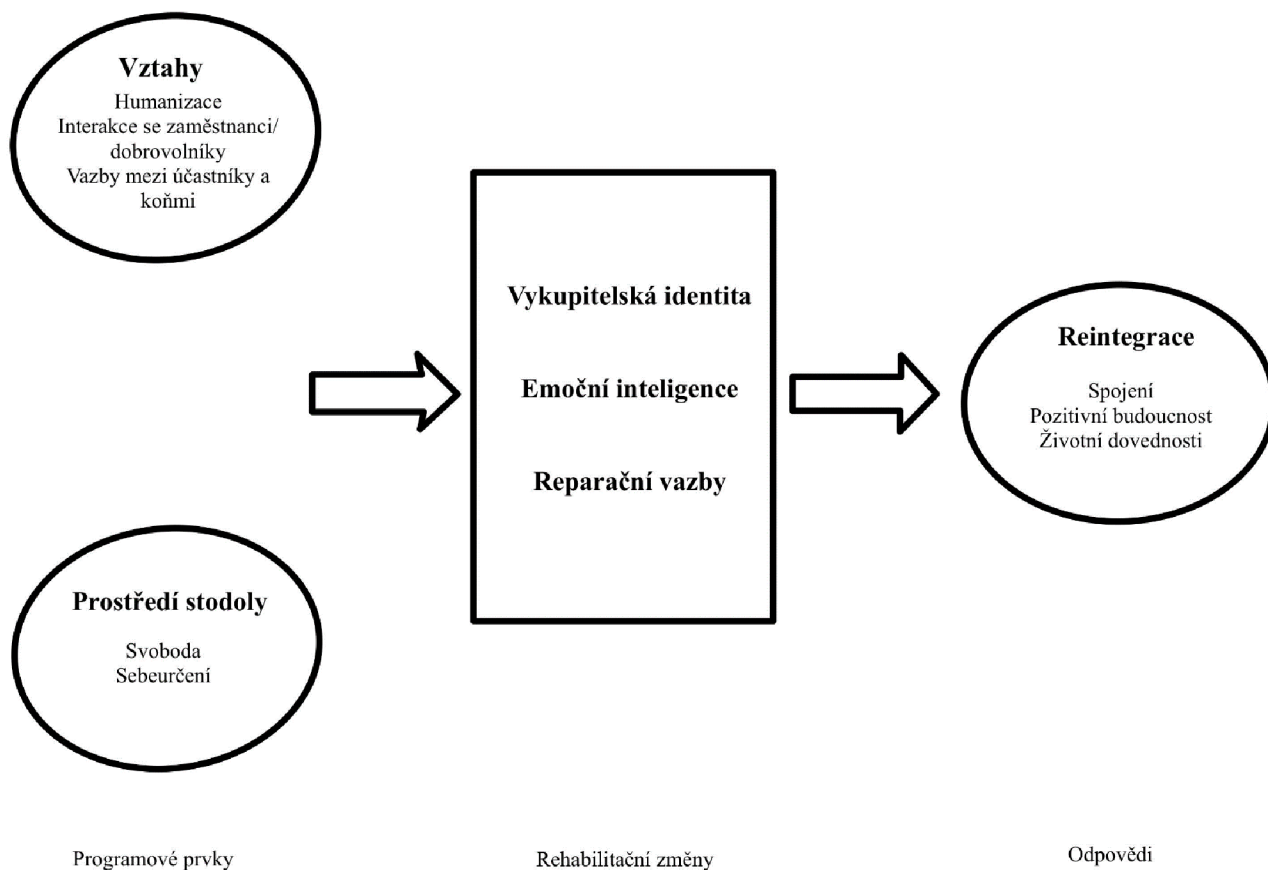 Vztahy
Humanizace
Interakce se zaměstnanci/
dobrovolníky
Vazby mezi účastníky a
koňmi
Prostředí stodoly
Svoboda
Sebeurčení
Vykupitelská identita
Emoční inteligence
Reparační vazby
Reintegrace
Spojení
Pozitivní budoucnost
Životní dovednosti
Programové prvky
Rehabilitační změny
Odpovědi